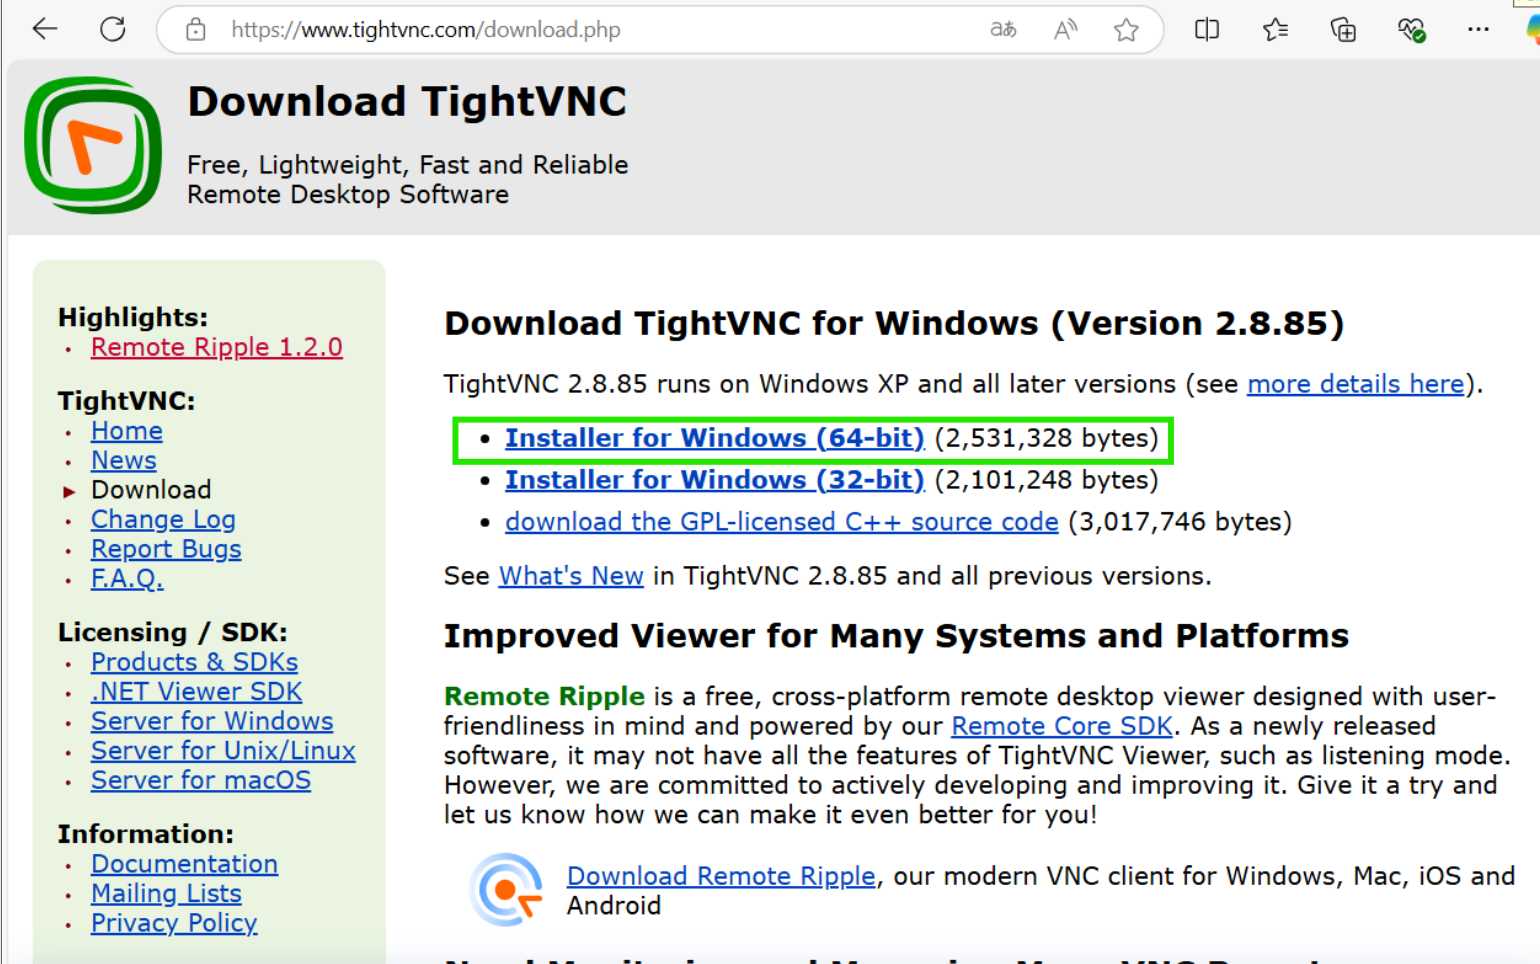 https://www.tightvnc.com/download.php
Download TightVNC
Free, Lightweight, Fast and Reliable
Remote Desktop Software
Highlights:
Remote Ripple 1.2.0
TightVNC:
Home
News
Download
Change Log
Report Bugs
F.A.Q.
Licensing / SDK:
Products & SDKs
.NET Viewer SDK
Server for Windows
Server for Unix/Linux
Server for macOS
Information:
Documentation
Mailing Lists
Privacy Policy
Download TightVNC for Windows (Version 2.8.85)
TightVNC 2.8.85 runs on Windows XP and all later versions (see more details here).
Installer for Windows (64-bit) (2,531,328 bytes)
Installer for Windows (32-bit) (2,101,248 bytes)
download the GPL-licensed C++ source code (3,017,746 bytes)
See What's New in TightVNC 2.8.85 and all previous versions.
Improved Viewer for Many Systems and Platforms
Remote Ripple is a free, cross-platform remote desktop viewer designed with user-
friendliness in mind and powered by our Remote Core SDK. As a newly released
software, it may not have all the features of TightVNC Viewer, such as listening mode.
However, we are committed to actively developing and improving it. Give it a try and
let us know how we can make it even better for you!
Download Remote Ripple, our modern VNC client for Windows, Mac, iOS and
Android